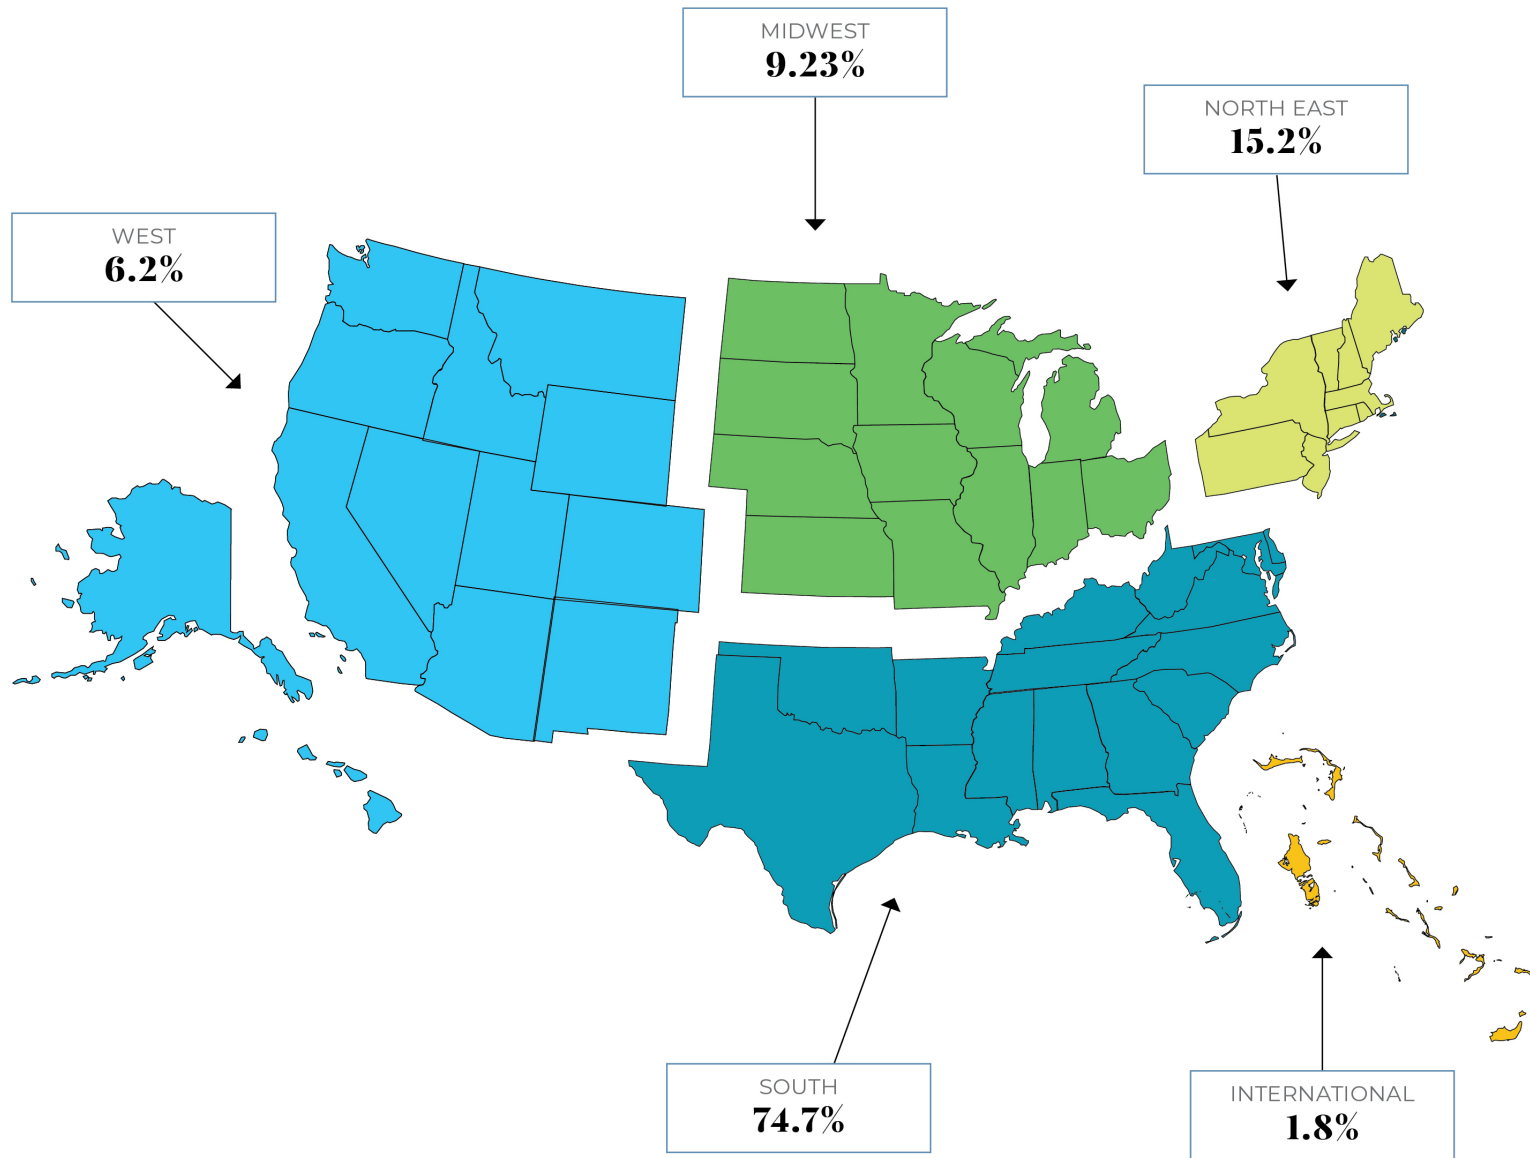 MIDWEST
9.23%
NORTH EAST
15.2%
WEST
6.2%
SOUTH
74.7%
INTERNATIONAL
1.8%